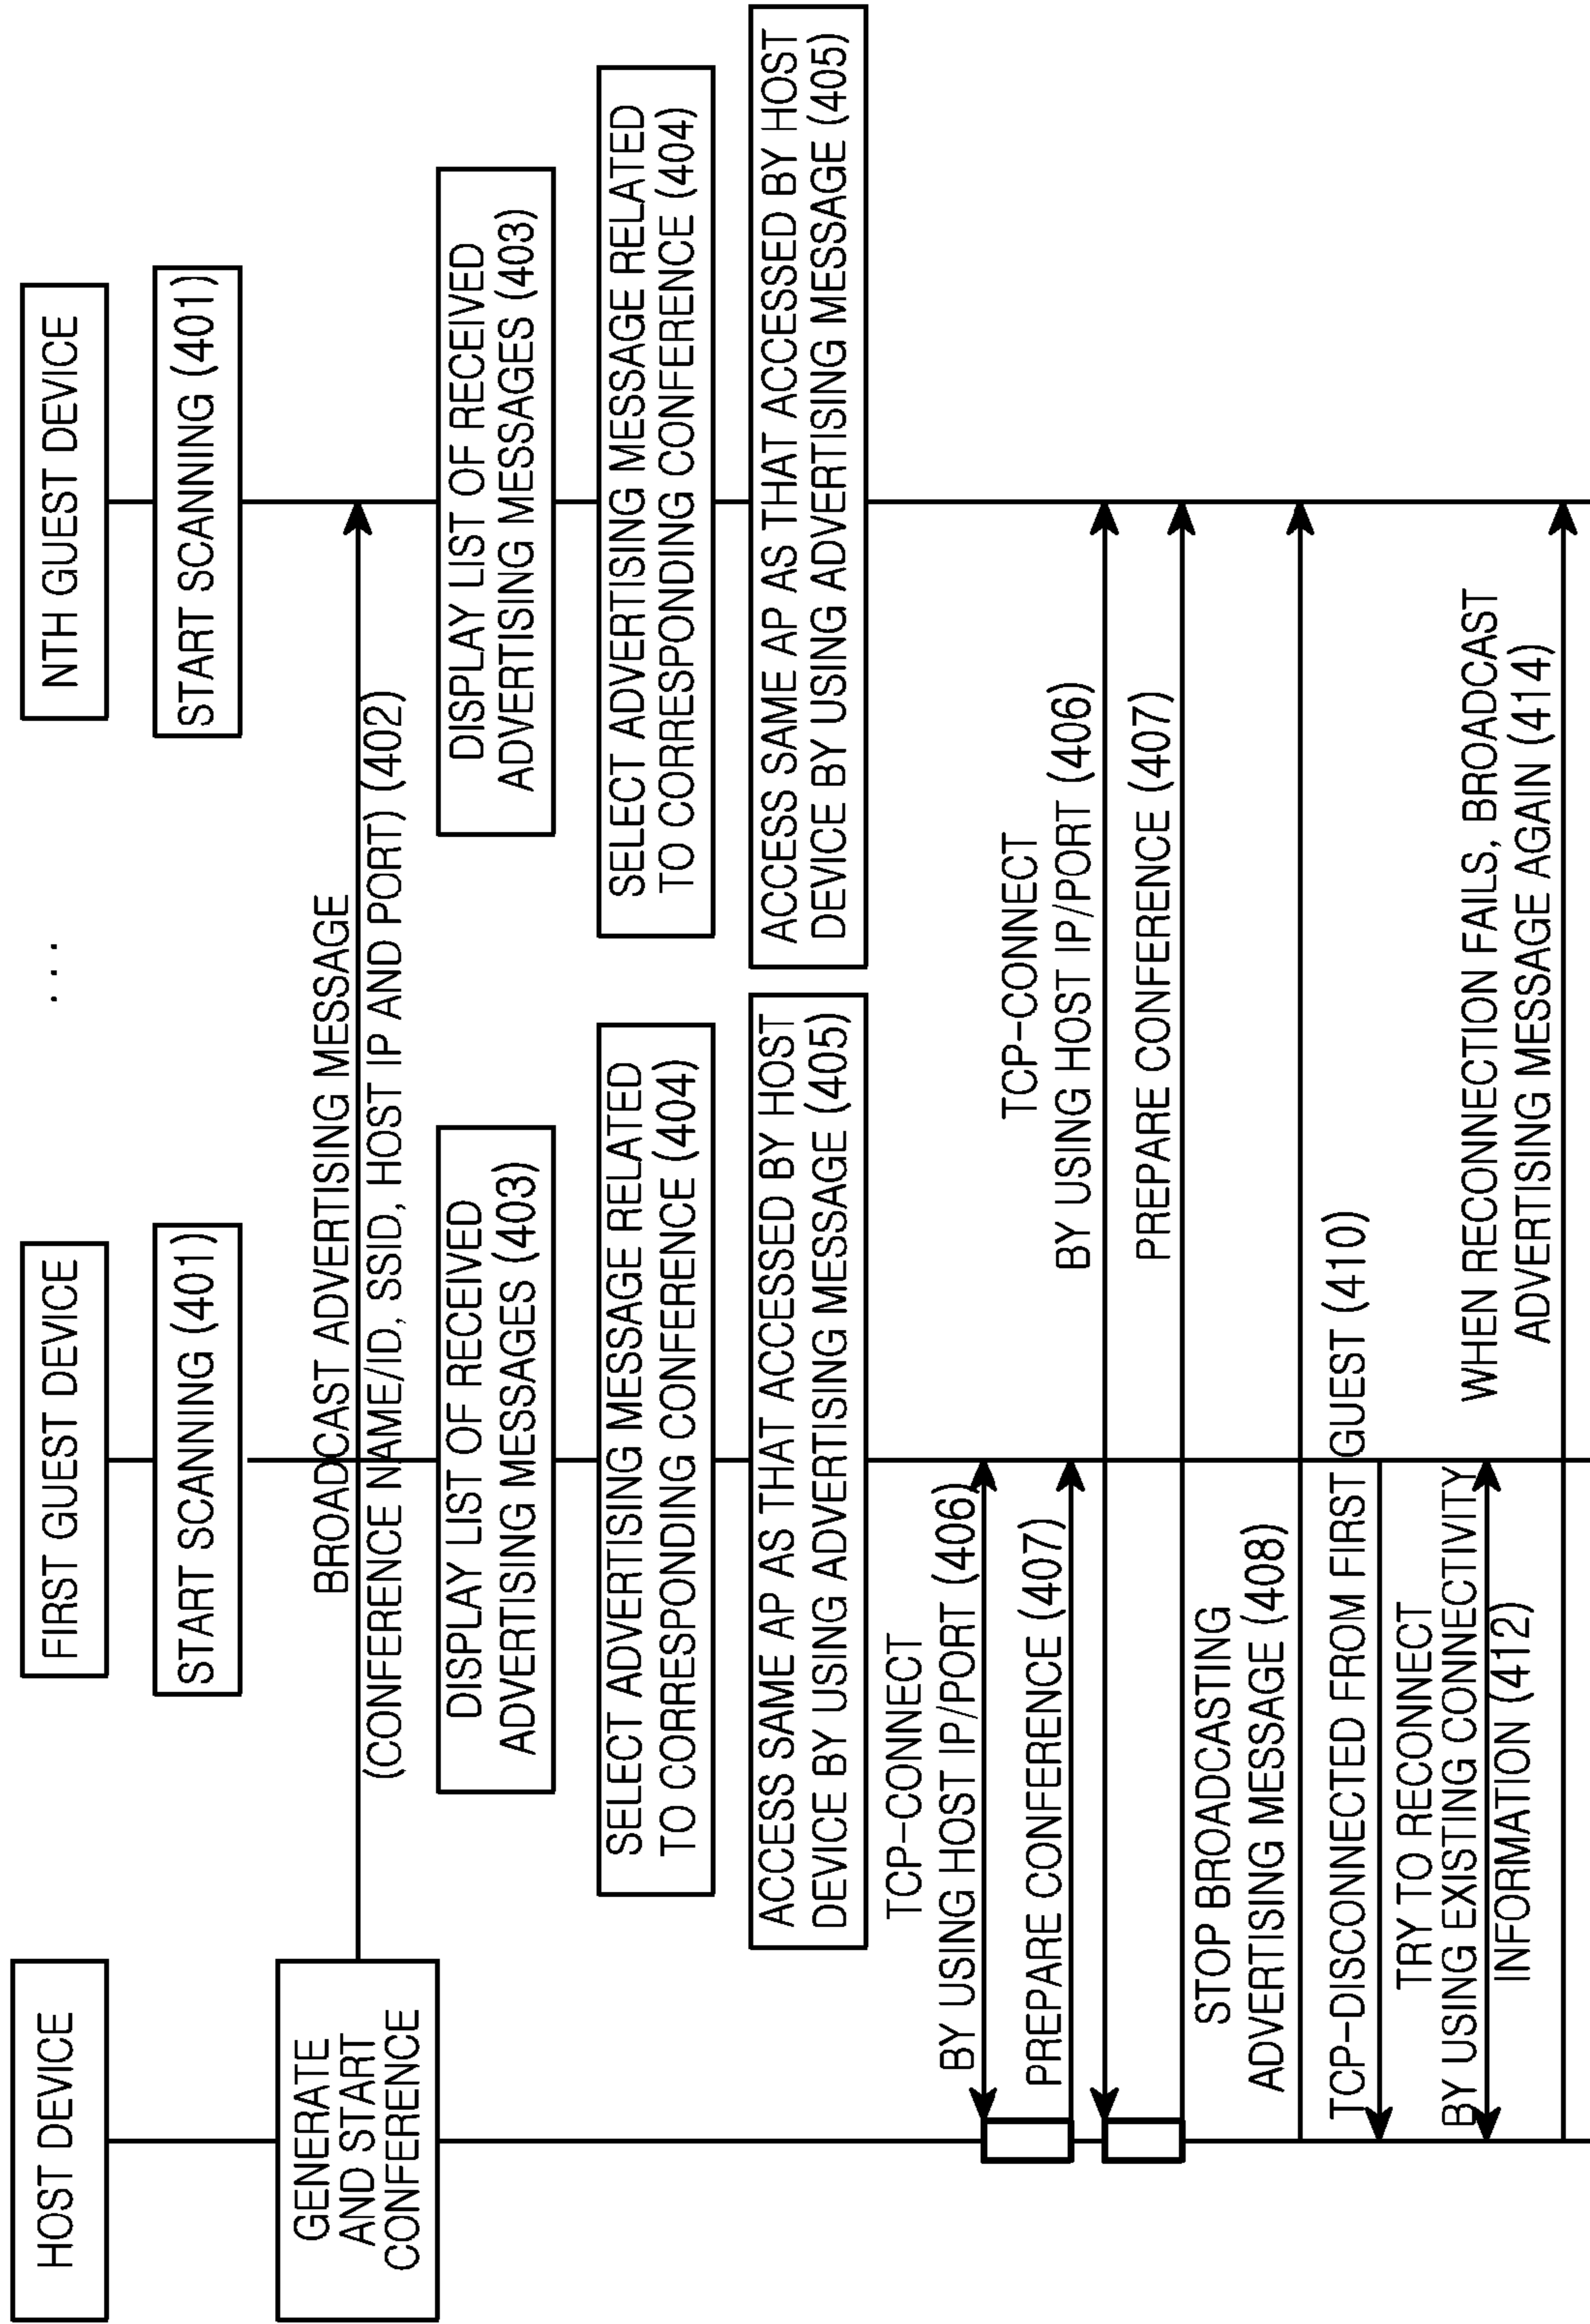 HOST DEVICE
FIRST GUEST DEVICE
. . .
NTH GUEST DEVICE
START SCANNING (401)
START SCANNING (401)
GENERATE
AND START
CONFERENCE
BROADCAST ADVERTISING MESSAGE
(CONFERENCE NAME/ID, SSID, HOST IP AND PORT) (402)
DISPLAY LIST OF RECEIVED
ADVERTISING MESSAGES (403)
DISPLAY LIST OF RECEIVED
ADVERTISING MESSAGES (403)
SELECT ADVERTISING MESSAGE RELATED
TO CORRESPONDING CONFERENCE (404)
SELECT ADVERTISING MESSAGE RELATED
TO CORRESPONDING CONFERENCE (404)
ACCESS SAME AP AS THAT ACCESSED BY HOST
DEVICE BY USING ADVERTISING MESSAGE (405)
ACCESS SAME AP AS THAT ACCESSED BY HOST
DEVICE BY USING ADVERTISING MESSAGE (405)
TCP-CONNECT
BY USING HOST IP/PORT (406)
PREPARE CONFERENCE (407)
TCP-CONNECT
BY USING HOST IP/PORT (406)
PREPARE CONFERENCE (407)
STOP BROADCASTING
ADVERTISING MESSAGE (408)
TCP-DISCONNECTED FROM FIRST GUEST (410)
TRY TO RECONNECT
BY USING EXISTING CONNECTIVITY
INFORMATION (412)
WHEN RECONNECTION FAILS, BROADCAST
ADVERTISING MESSAGE AGAIN (414)